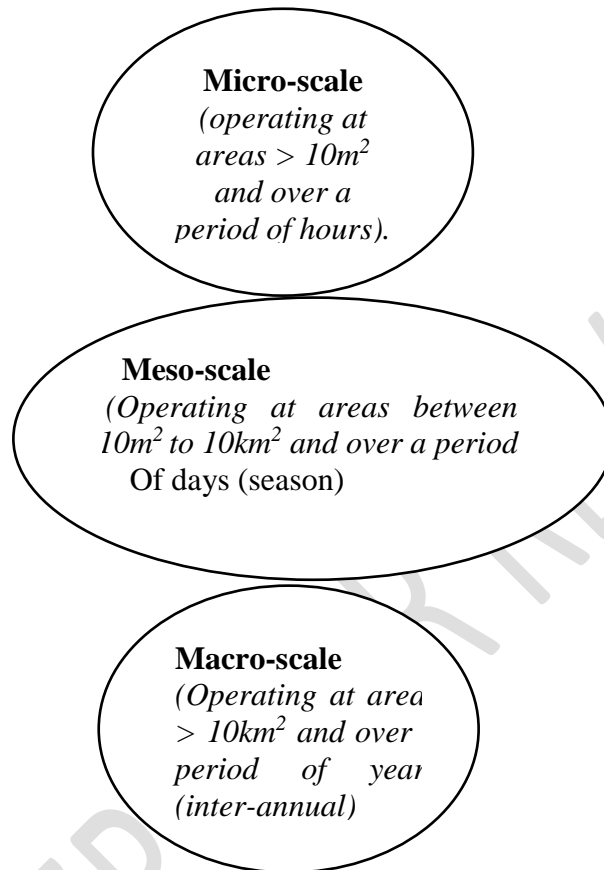 Micro-scale
(operating at
areas > 10m²
and over a
period of hours).
Meso-scale
(Operating at areas between
10m² to 10km² and over a period
Of days (season)
Macro-scale
(Operating at area
> 10km² and over
period of year
(inter-annual)